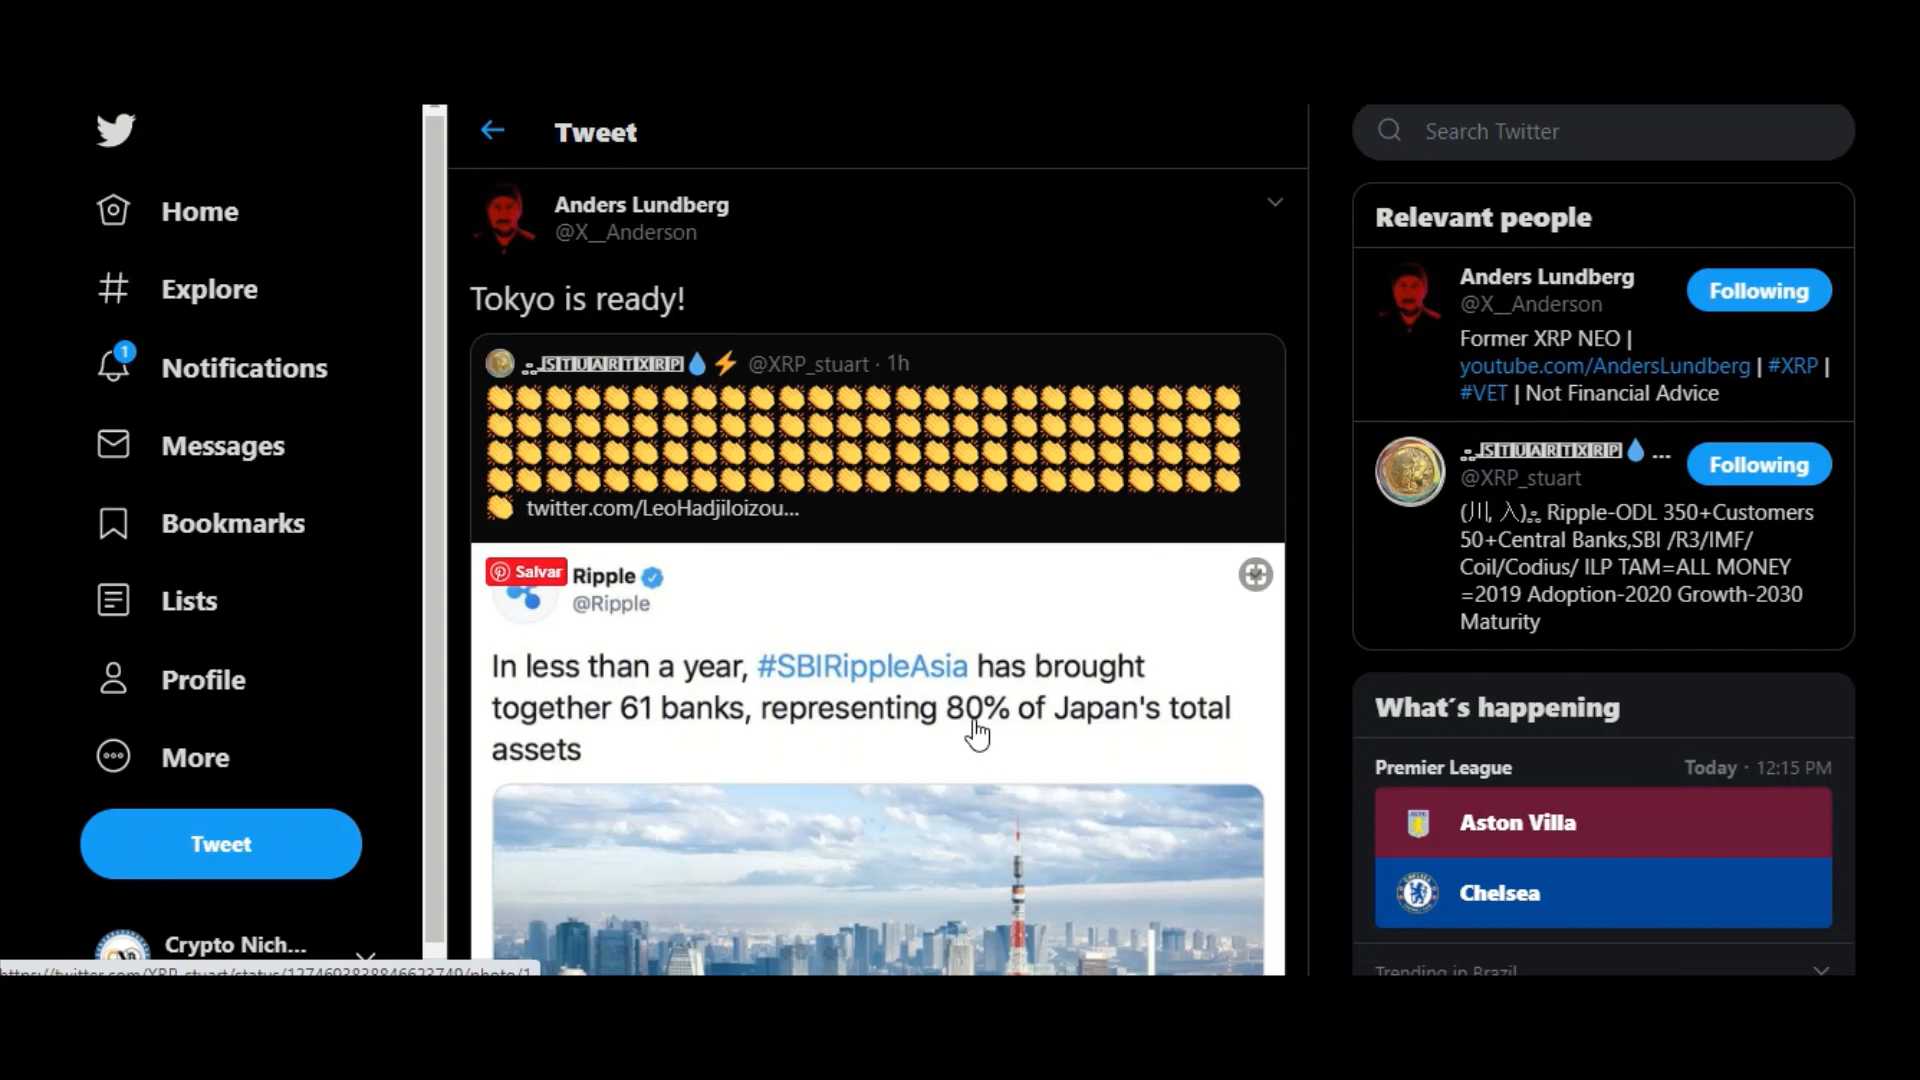 Home
Explore
1
Notifications
Messages
Bookmarks
Lists
Profile
More
Tweet
Crypto Nich...
Tweet
Anders Lundberg
@X__Anderson
Tokyo is ready!
STUARTXRP💧⚡ @XRP_stuart · 1h
👏👏👏👏👏👏👏👏👏👏👏👏👏👏👏👏👏👏👏👏👏👏👏👏👏👏
👏👏👏👏👏👏👏👏👏👏👏👏👏👏👏👏👏👏👏👏👏👏👏👏👏👏
👏👏👏👏👏👏👏👏👏👏👏👏👏👏👏👏👏👏👏👏👏👏👏👏👏👏
👏👏👏👏👏👏👏👏👏👏👏👏👏👏👏👏👏👏👏👏👏👏👏👏👏👏
👏 twitter.com/LeoHadjiloizou...
Salvar
Ripple
@Ripple
In less than a year, #SBIRippleAsia has brought
together 61 banks, representing 80% of Japan's total
assets
Search Twitter
Relevant people
Anders Lundberg
@X__Anderson
Following
Former XRP NEO |
youtube.com/AndersLundberg | #XRP |
#VET | Not Financial Advice
STUARTXRP💧 ...
@XRP_stuart
Following
(川, 入)ﻩ Ripple-ODL 350+Customers
50+Central Banks,SBI /R3/IMF/
Coil/Codius/ ILP TAM=ALL MONEY
=2019 Adoption-2020 Growth-2030
Maturity
What´s happening
Premier League
Today · 12:15 PM
Aston Villa
Chelsea
Trending in Brazil